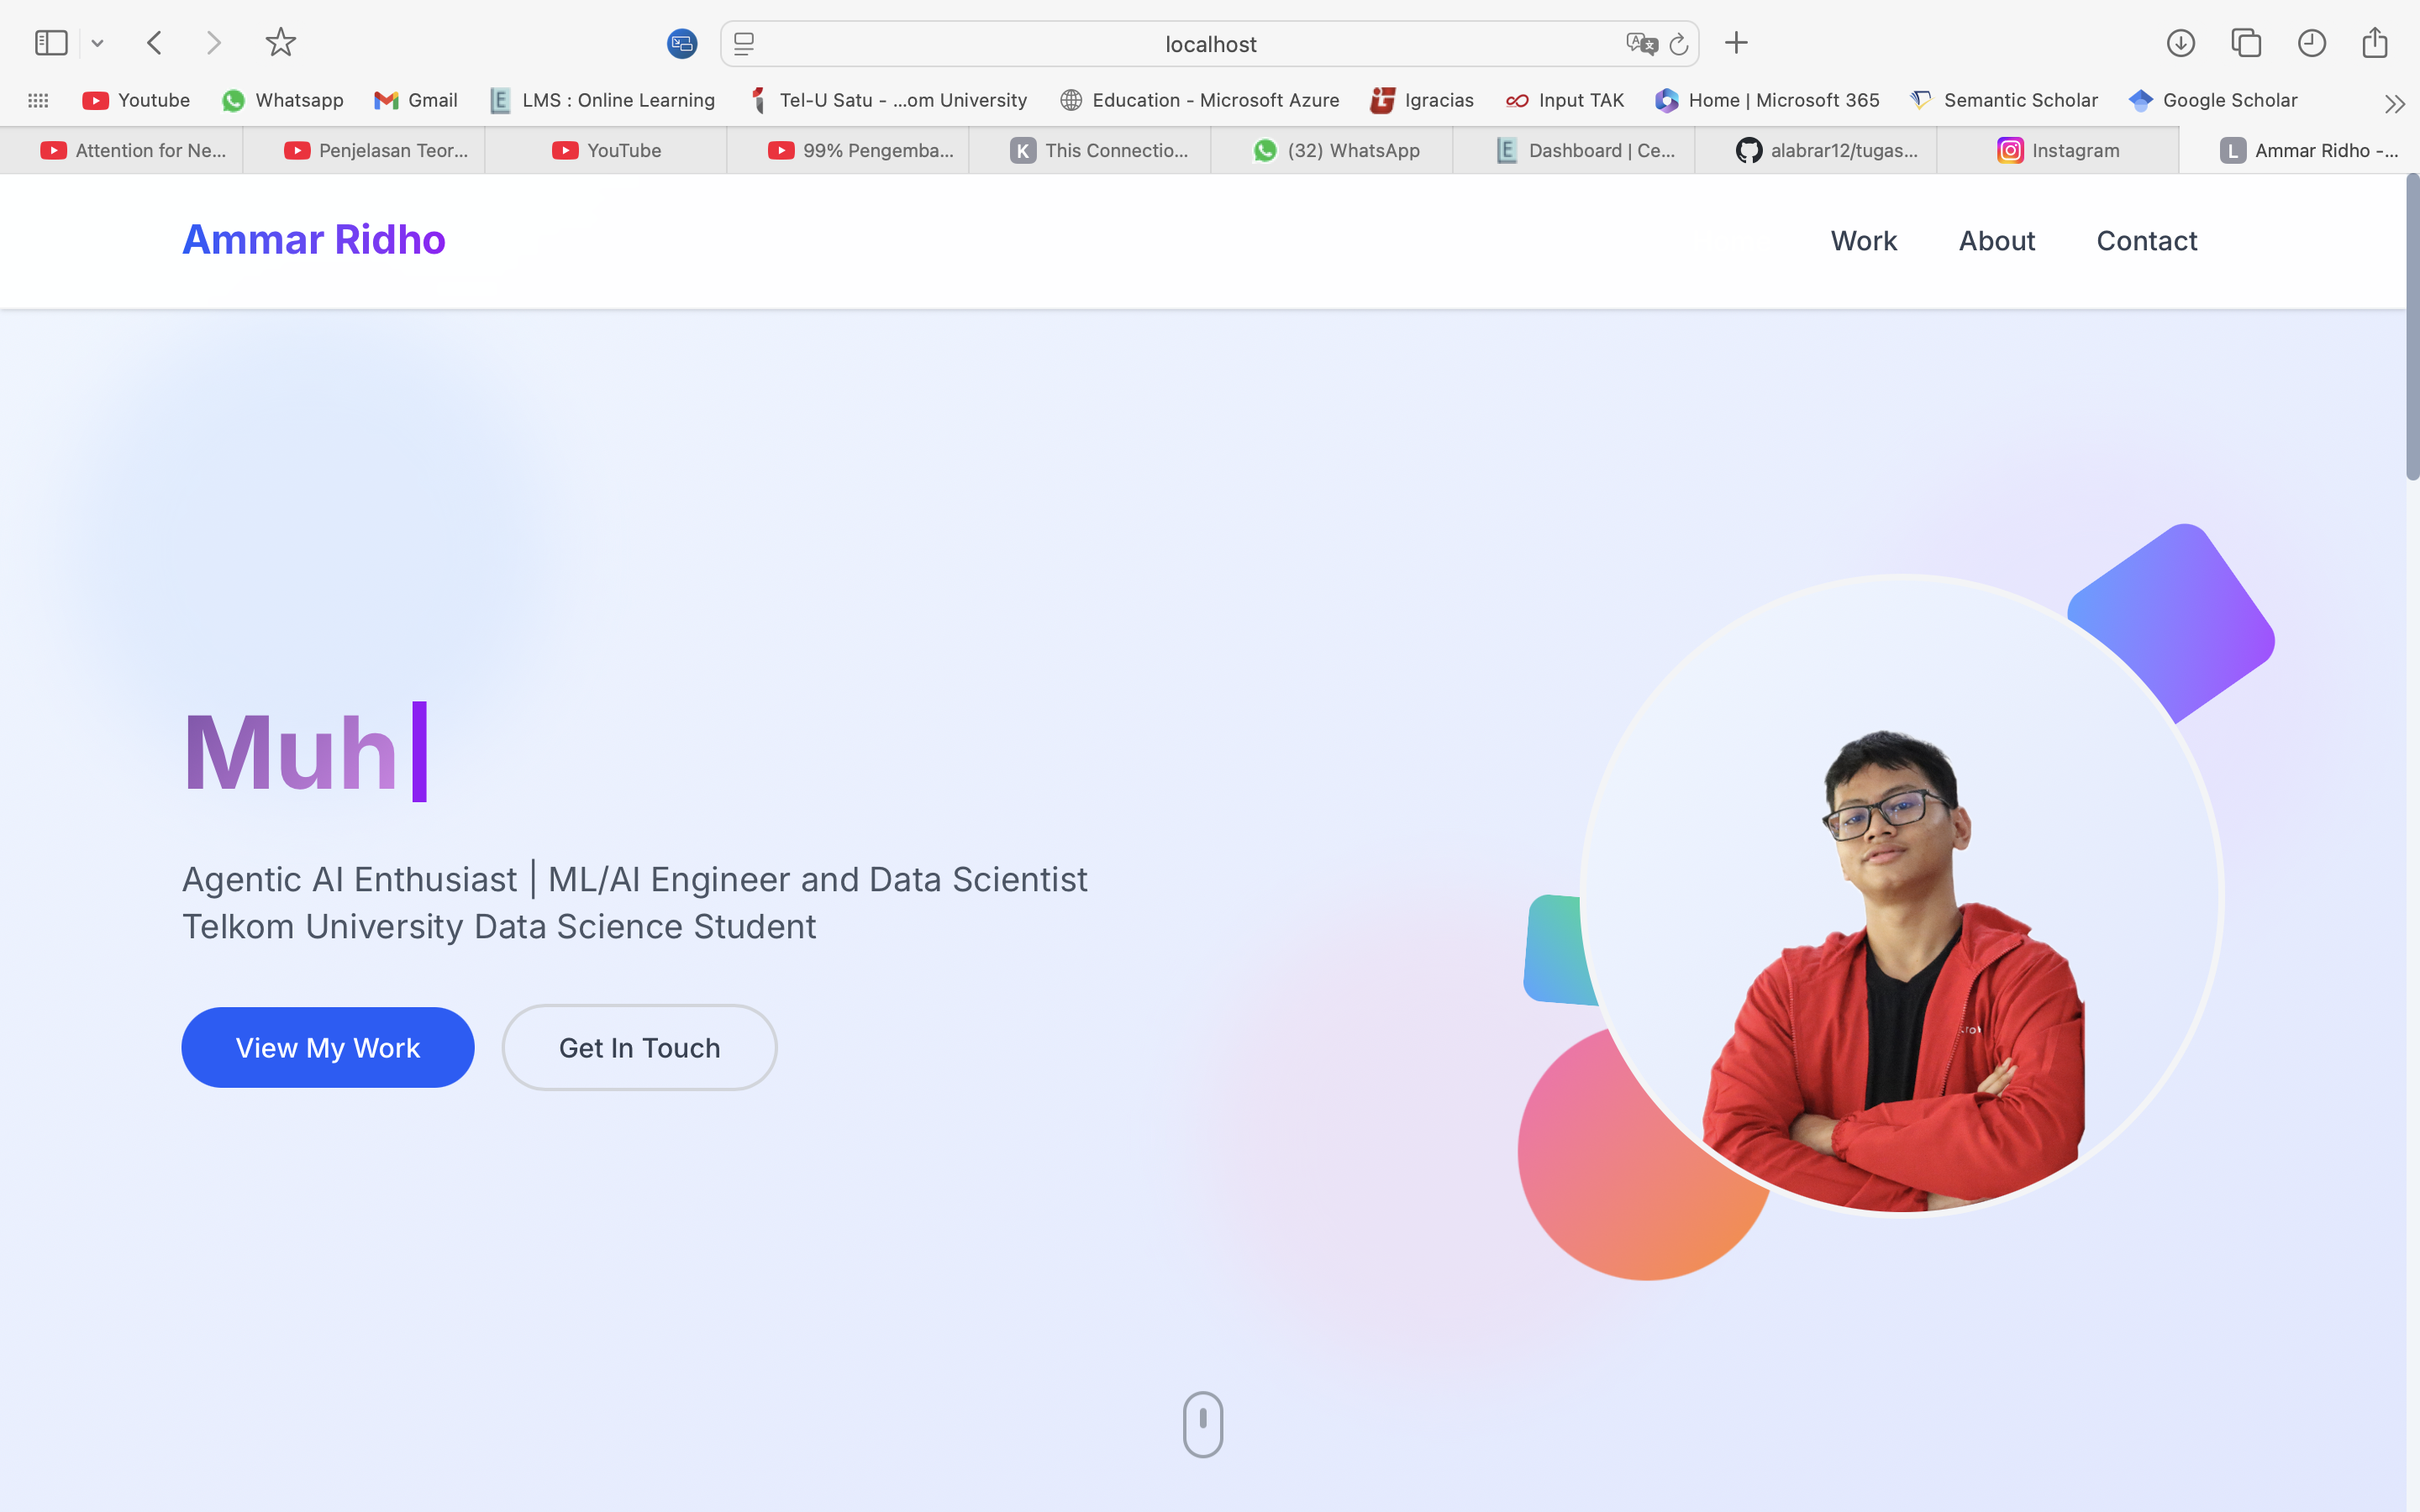 localhost
Youtube
Whatsapp
Gmail
LMS : Online Learning
Tel-U Satu - ...om University
Education - Microsoft Azure
Igracias
Input TAK
Home | Microsoft 365
Semantic Scholar
Google Scholar
Attention for Ne...
Penjelasan Teor...
YouTube
99% Pengemba...
K This Connectio...
(32) WhatsApp
Dashboard | Ce...
alabrar12/tugas...
Instagram
L Ammar Ridho -...
Ammar Ridho
Work
About
Contact
Muh
Agentic AI Enthusiast | ML/AI Engineer and Data Scientist
Telkom University Data Science Student
View My Work
Get In Touch